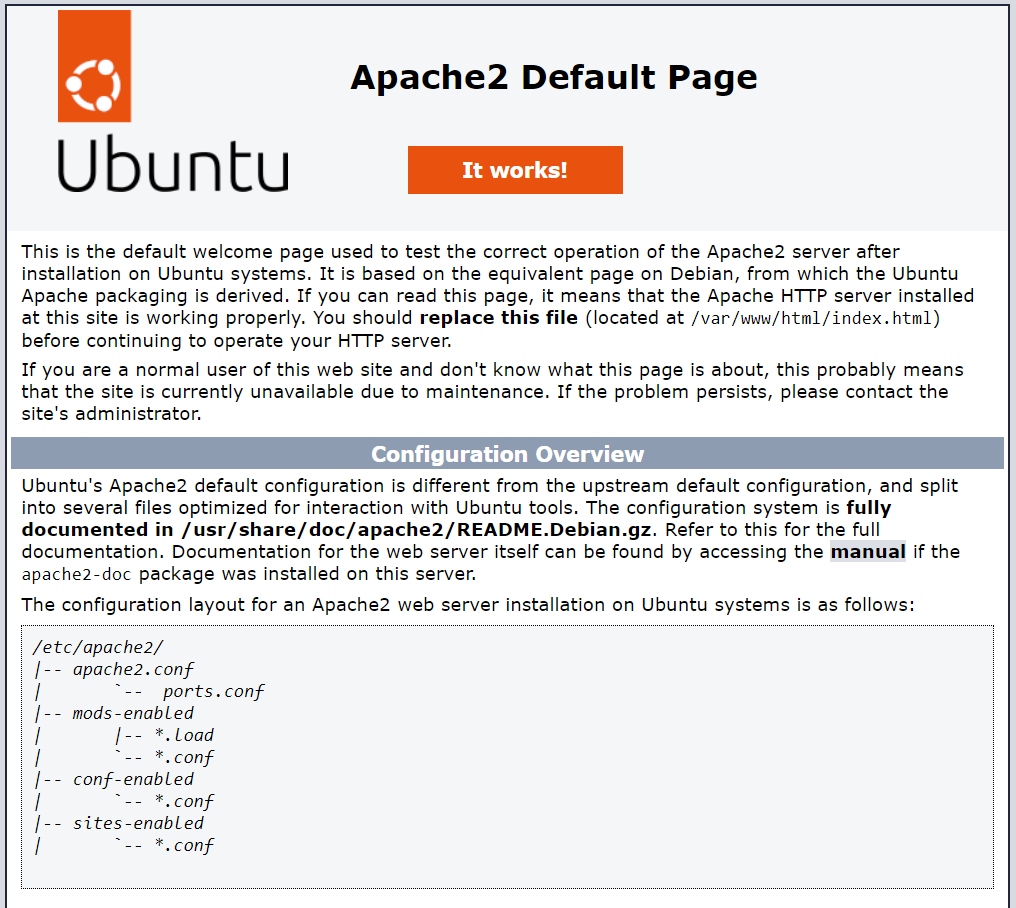 Apache2 Default Page
Ubuntu
It works!
This is the default welcome page used to test the correct operation of the Apache2 server after
installation on Ubuntu systems. It is based on the equivalent page on Debian, from which the Ubuntu
Apache packaging is derived. If you can read this page, it means that the Apache HTTP server installed
at this site is working properly. You should replace this file (located at /var/www/html/index.html)
before continuing to operate your HTTP server.
If you are a normal user of this web site and don't know what this page is about, this probably means
that the site is currently unavailable due to maintenance. If the problem persists, please contact the
site's administrator.
Configuration Overview
Ubuntu's Apache2 default configuration is different from the upstream default configuration, and split
into several files optimized for interaction with Ubuntu tools. The configuration system is fully
documented in /usr/share/doc/apache2/README.Debian.gz. Refer to this for the full
documentation. Documentation for the web server itself can be found by accessing the manual if the
apache2-doc package was installed on this server.
The configuration layout for an Apache2 web server installation on Ubuntu systems is as follows:
/etc/apache2/
|-- apache2.conf
|       `--  ports.conf
|-- mods-enabled
|       |-- *.load
|       `-- *.conf
|-- conf-enabled
|       `-- *.conf
|-- sites-enabled
|       `-- *.conf